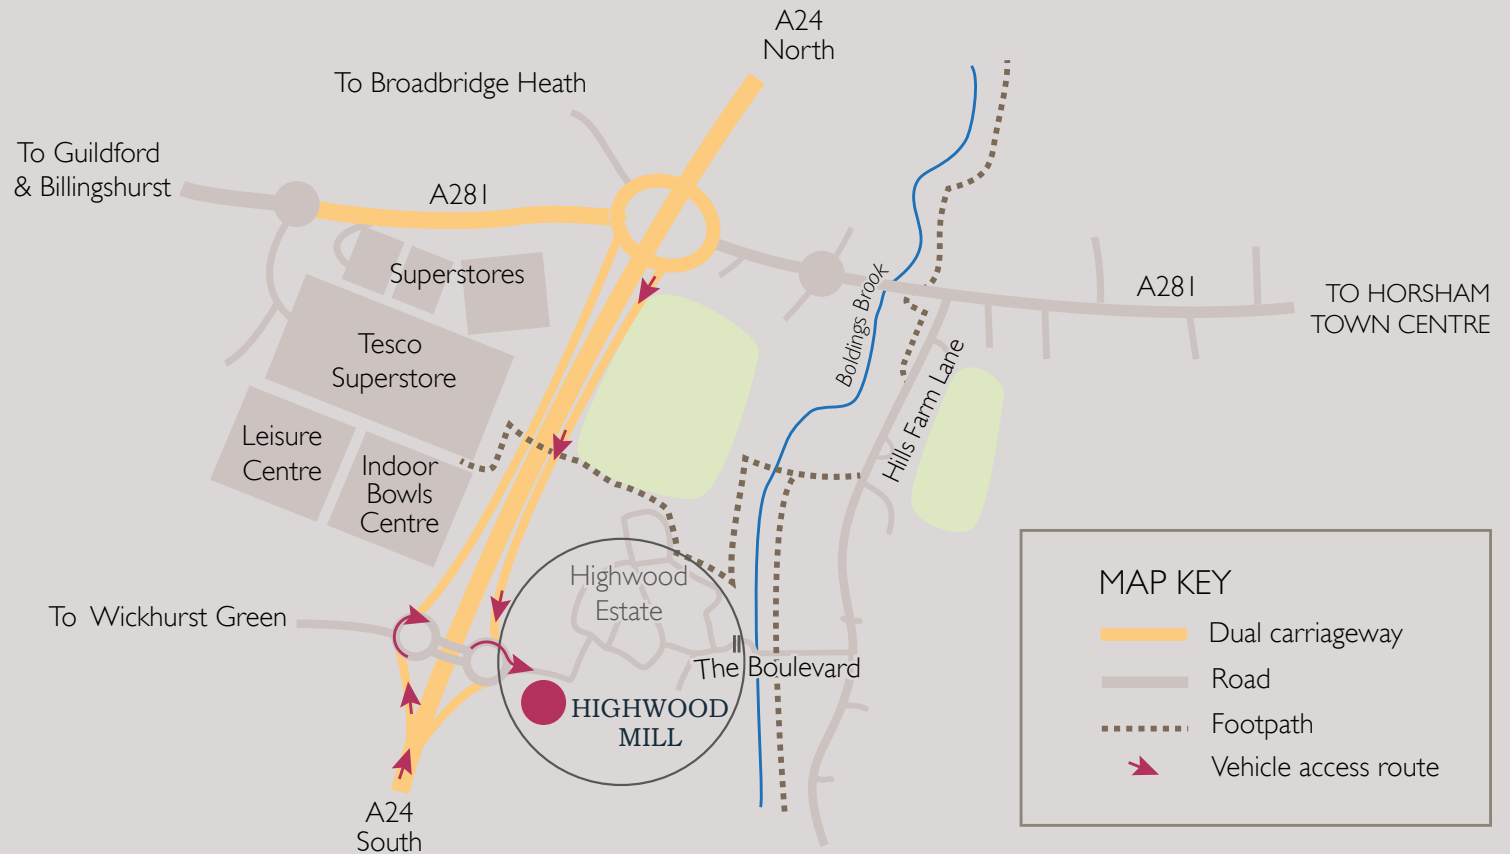 A24
North
To Broadbridge Heath
To Guildford
& Billingshurst
A281
Superstores
Tesco
Superstore
Leisure
Centre
Indoor
Bowls
Centre
Boldings Brook
Hills Farm Lane
A281
TO HORSHAM
TOWN CENTRE
Highwood
Estate
To Wickhurst Green
The Boulevard
HIGHWOOD
MILL
A24
South
MAP KEY
Dual carriageway
Road
Footpath
Vehicle access route